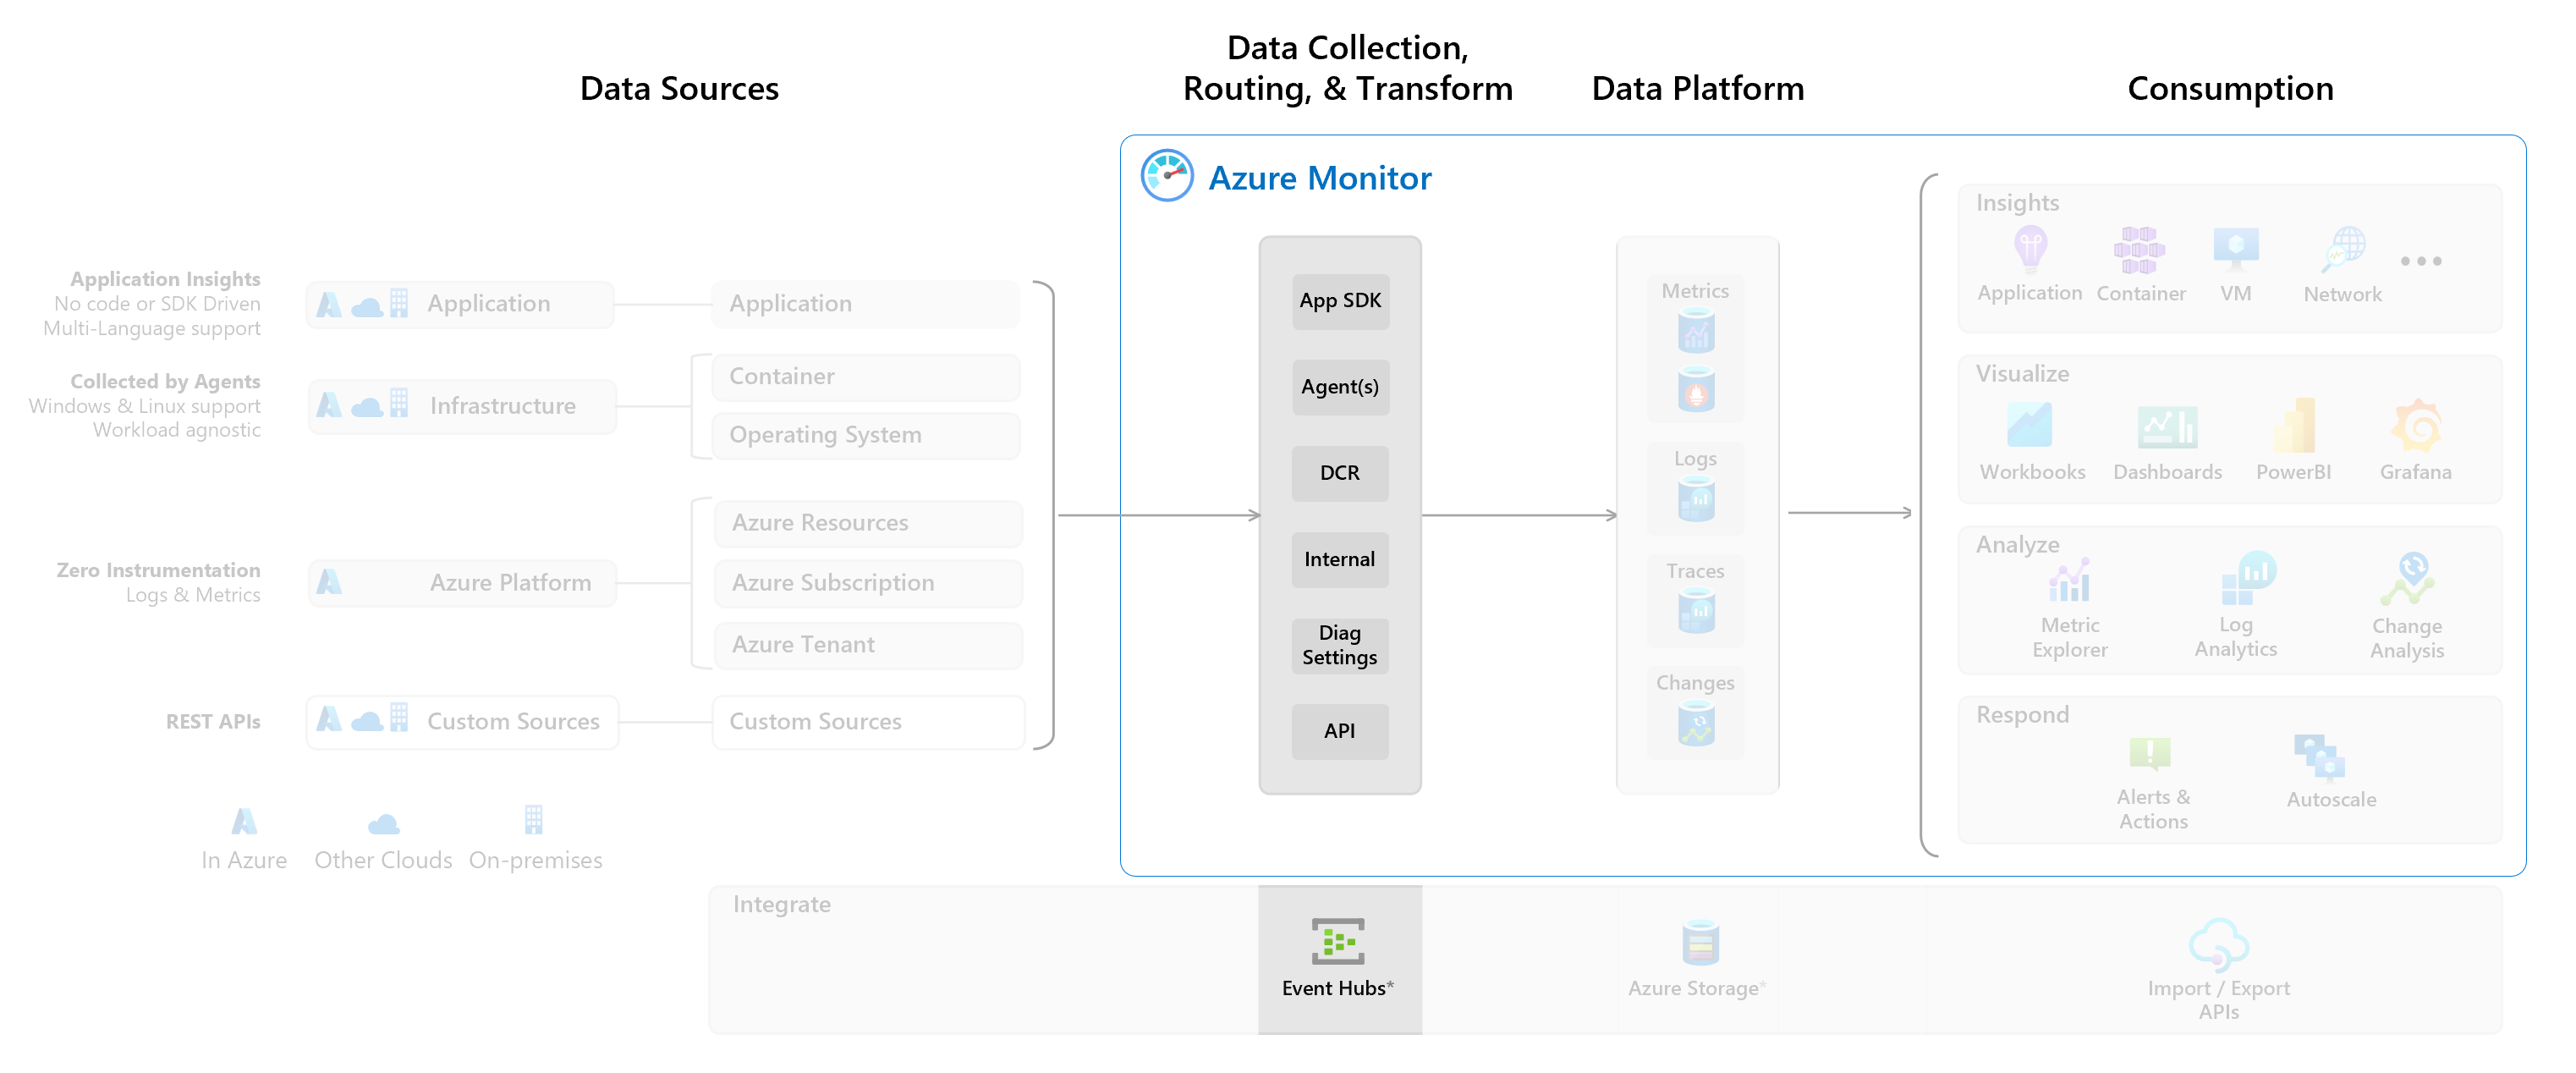 Data Sources
Data Collection,
Routing, & Transform
Data Platform
Consumption
Azure Monitor
Application Insights
No code or SDK Driven
Multi-Language support
Application
Application
Collected by Agents
Windows & Linux support
Workload agnostic
Infrastructure
Container
Operating System
Zero Instrumentation
Logs & Metrics
Azure Platform
Azure Resources
Azure Subscription
Azure Tenant
REST APIs
Custom Sources
Custom Sources
In Azure
Other Clouds
On-premises
App SDK
Agent(s)
DCR
Internal
Diag
Settings
API
Metrics
Logs
Traces
Changes
Insights
Application
Container
VM
Network
Visualize
Workbooks
Dashboards
PowerBI
Grafana
Analyze
Metric
Explorer
Log
Analytics
Change
Analysis
Respond
Alerts &
Actions
Autoscale
Integrate
Event Hubs*
Azure Storage*
Import / Export
APIs